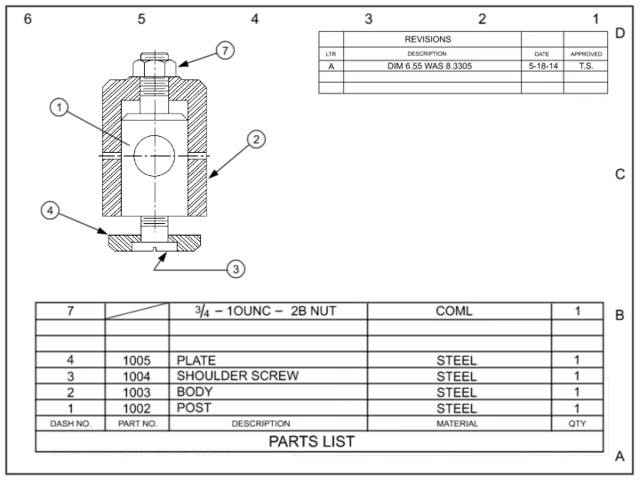 6 5 4 3 2 1
D
REVISIONS
LTR DESCRIPTION DATE APPROVED
A DIM 6.55 WAS 8.3305 5-18-14 T.S.
7
1
2
C
4
3
7 3/4 – 1OUNC – 2B NUT COML 1
B
4 1005 PLATE STEEL 1
3 1004 SHOULDER SCREW STEEL 1
2 1003 BODY STEEL 1
1 1002 POST STEEL 1
DASH NO. PART NO. DESCRIPTION MATERIAL QTY
PARTS LIST
A